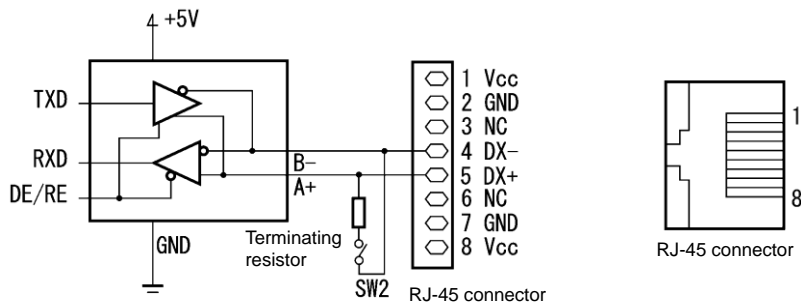 +5V
TXD
RXD
DE/RE
B-
A+
GND
Terminating
resistor
SW2
1 Vcc
2 GND
3 NC
4 DX-
5 DX+
6 NC
7 GND
8 Vcc
RJ-45 connector
1
8
RJ-45 connector